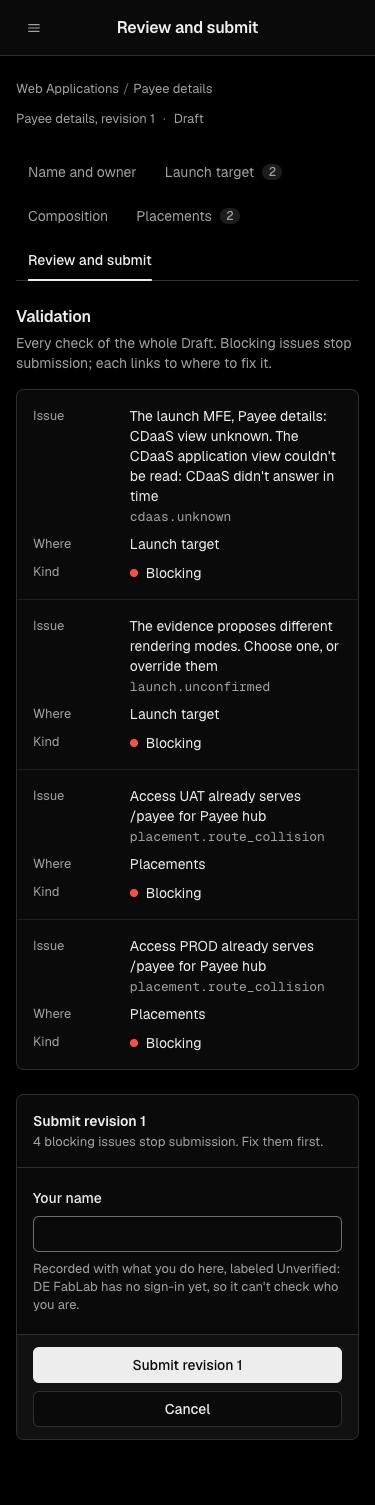 Review and submit
Web Applications / Payee details
Payee details, revision 1 · Draft
Name and owner
Launch target 2
Composition
Placements 2
Review and submit
Validation
Every check of the whole Draft. Blocking issues stop
submission; each links to where to fix it.
Issue
The launch MFE, Payee details:
CDaaS view unknown. The
CDaaS application view couldn't
be read: CDaaS didn't answer in
time
cdaas.unknown
Where
Launch target
Kind
Blocking
Issue
The evidence proposes different
rendering modes. Choose one, or
override them
launch.unconfirmed
Where
Launch target
Kind
Blocking
Issue
Access UAT already serves
/payee for Payee hub
placement.route_collision
Where
Placements
Kind
Blocking
Issue
Access PROD already serves
/payee for Payee hub
placement.route_collision
Where
Placements
Kind
Blocking
Submit revision 1
4 blocking issues stop submission. Fix them first.
Your name
Recorded with what you do here, labeled Unverified:
DE FabLab has no sign-in yet, so it can't check who
you are.
Submit revision 1
Cancel